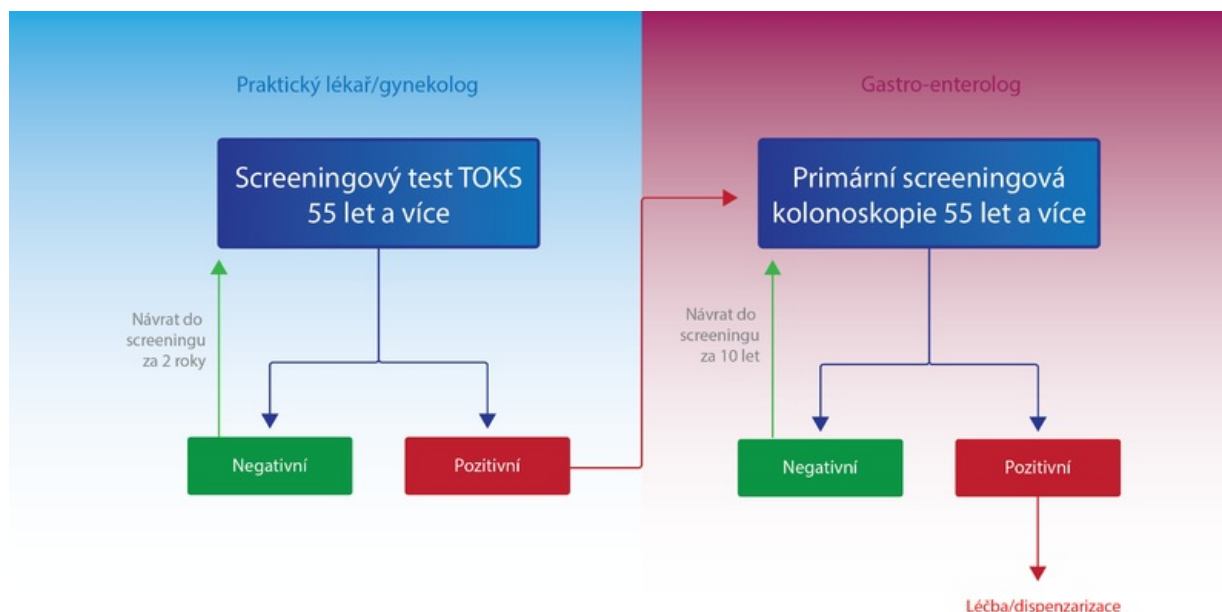 Praktický lékař/gynekolog
Screeningový test TOKS
55 let a více
Návrat do
screeningu
za 2 roky
Negativní
Pozitivní
Gastro-enterolog
Primární screeningová
kolonoskopie 55 let a více
Návrat do
screeningu
za 10 let
Negativní
Pozitivní
Léčba/dispenzarizace